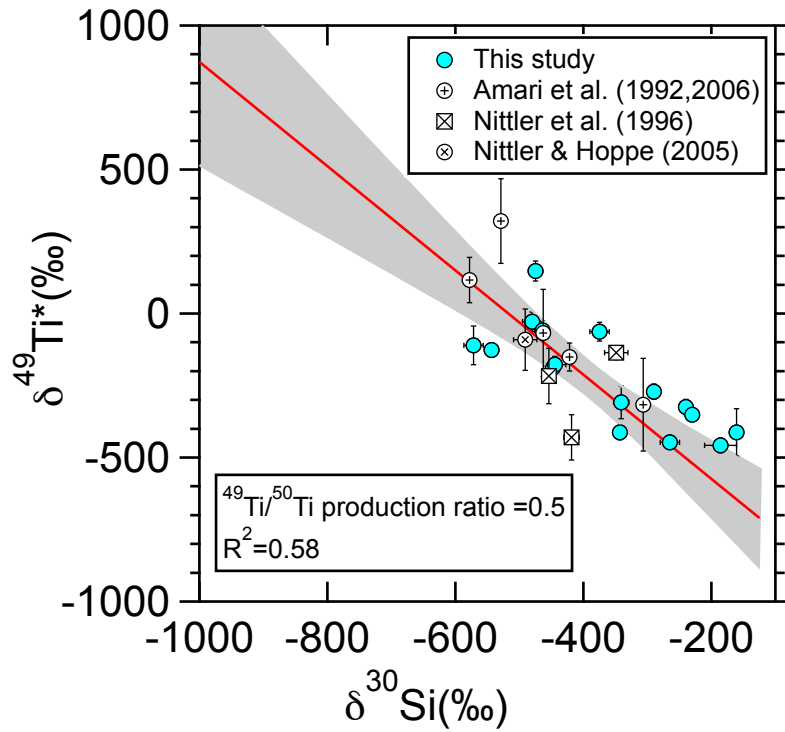 1000
500
0
-500
-1000
-1000
-800
-600
-400
-200
δ⁴⁹Ti*(‰)
δ³⁰Si(‰)
This study
Amari et al. (1992,2006)
Nittler et al. (1996)
Nittler & Hoppe (2005)
⁴⁹Ti/⁵⁰Ti production ratio =0.5
R²=0.58